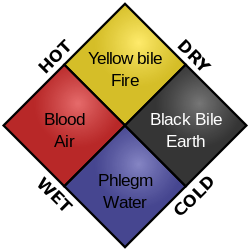 HOT
DRY
Yellow bile
Fire
Blood
Air
Black Bile
Earth
Phlegm
Water
WET
COLD